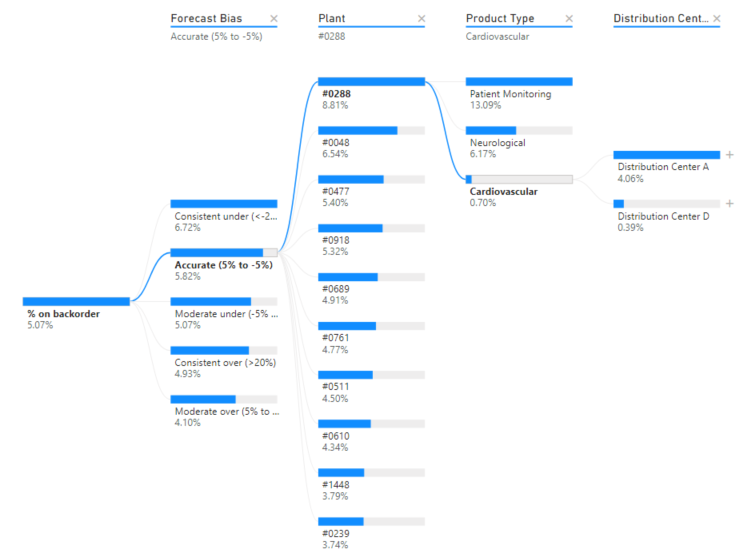 Forecast Bias ×
Accurate (5% to -5%)
Plant ×
#0288
Product Type ×
Cardiovascular
Distribution Cent... ×
% on backorder
5.07%
Consistent under (<-2...
6.72%
Accurate (5% to -5%)
5.82%
Moderate under (-5% ...
5.07%
Consistent over (>20%)
4.93%
Moderate over (5% to ...
4.10%
#0288
8.81%
#0048
6.54%
#0477
5.40%
#0918
5.32%
#0689
4.91%
#0761
4.77%
#0511
4.50%
#0610
4.34%
#1448
3.79%
#0239
3.74%
Patient Monitoring
13.09%
Neurological
6.17%
Cardiovascular
0.70%
Distribution Center A
4.06%
+
Distribution Center D
0.39%
+